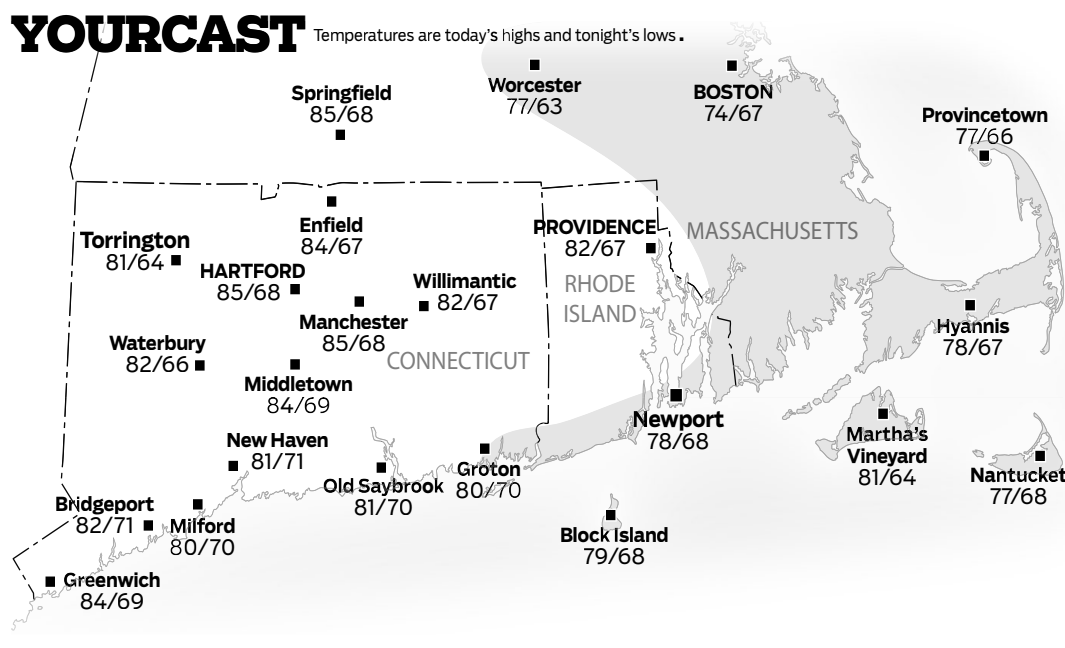 YOURCAST
Temperatures are today's highs and tonight's lows.
Springfield
85/68
Worcester
77/63
BOSTON
74/67
Provincetown
77/66
Enfield
84/67
Torrington
81/64
HARTFORD
85/68
Willimantic
82/67
Manchester
85/68
PROVIDENCE
82/67
MASSACHUSETTS
RHODE
ISLAND
Hyannis
78/67
Waterbury
82/66
CONNECTICUT
Middletown
84/69
Newport
78/68
Martha's
Vineyard
81/64
Nantucket
77/68
New Haven
81/71
Old Saybrook
81/70
Groton
80/70
Block Island
79/68
Bridgeport
82/71
Milford
80/70
Greenwich
84/69